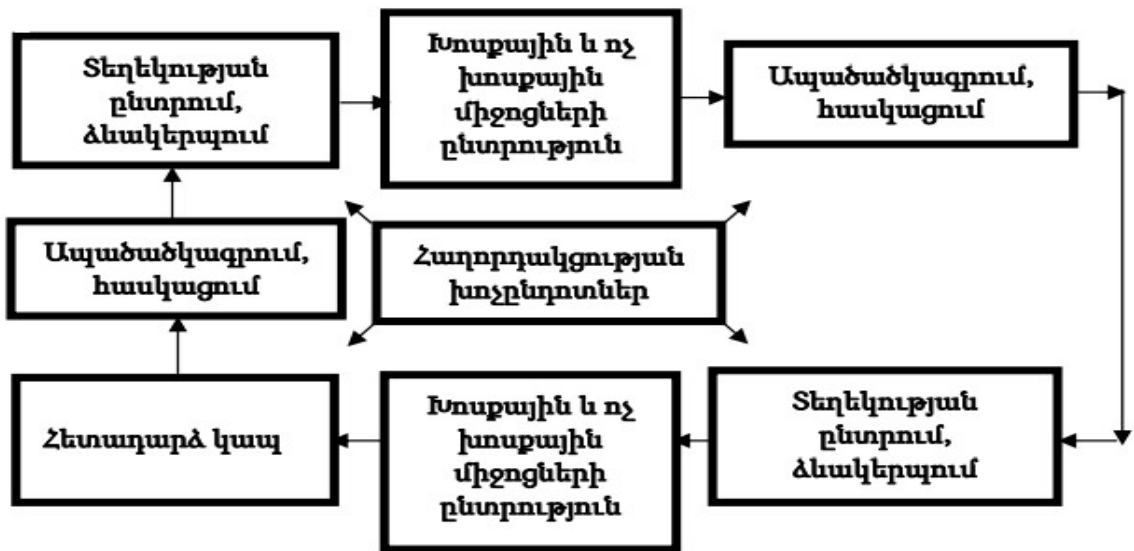 Տեղեկության
ընտրում,
ձևակերպում
Խոսքային և ոչ
խոսքային
միջոցների
ընտրություն
Ապածածկագրում,
հասկացում
Ապածածկագրում,
հասկացում
Հաղորդակցության
խոչընդոտներ
Հետադարձ կապ
Խոսքային և ոչ
խոսքային
միջոցների
ընտրություն
Տեղեկության
ընտրում,
ձևակերպում